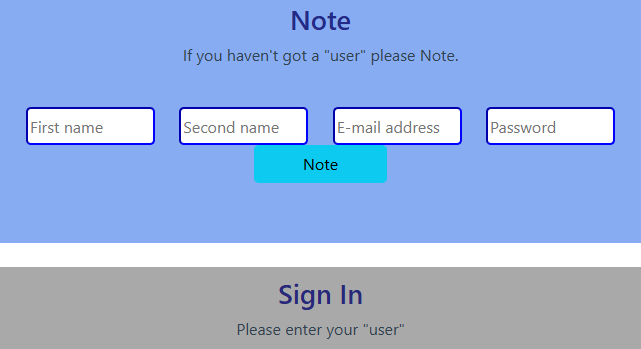 Note
If you haven't got a "user" please Note.
First name Second name E-mail address Password
Note
Sign In
Please enter your "user"